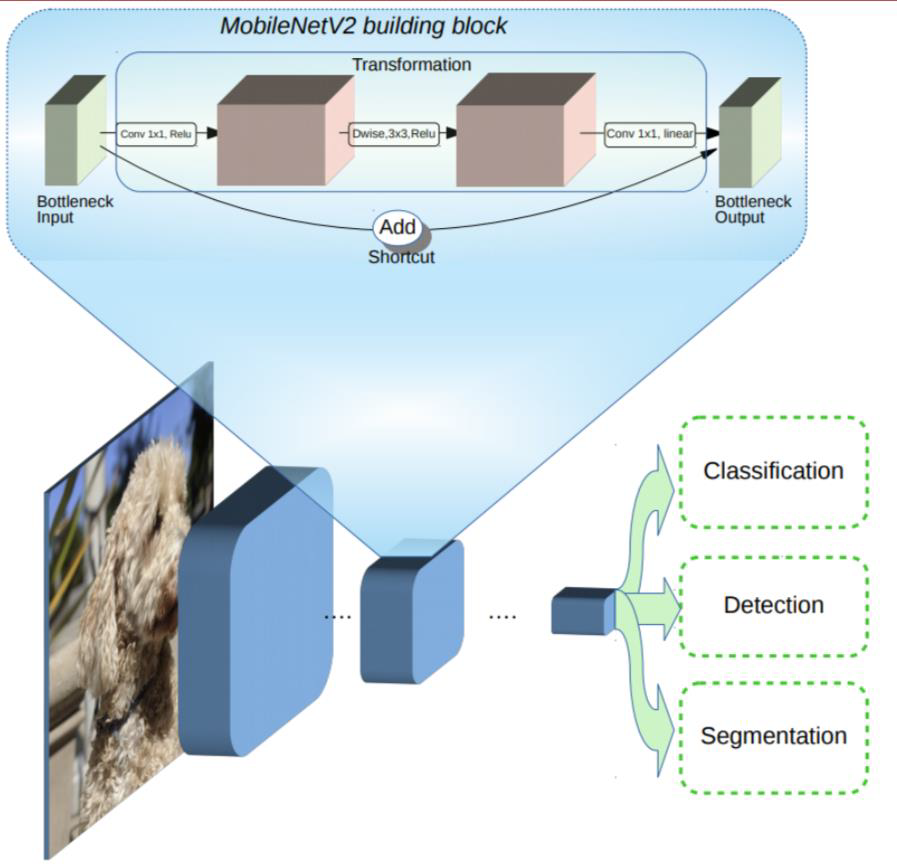 MobileNetV2 building block
Transformation
Conv 1x1, Relu
Dwise,3x3,Relu
Conv 1x1, linear
Bottleneck
Input
Bottleneck
Output
Add
Shortcut
Classification
....
....
Detection
Segmentation